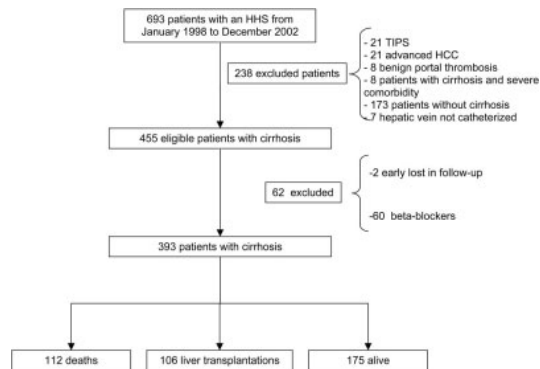 693 patients with an HHS from
January 1998 to December 2002
238 excluded patients
- 21 TIPS
- 21 advanced HCC
- 8 benign portal thrombosis
- 8 patients with cirrhosis and severe
comorbidity
- 173 patients without cirrhosis
- 7 hepatic vein not catheterized
455 eligible patients with cirrhosis
62 excluded
-2 early lost in follow-up
-60 beta-blockers
393 patients with cirrhosis
112 deaths
106 liver transplantations
175 alive